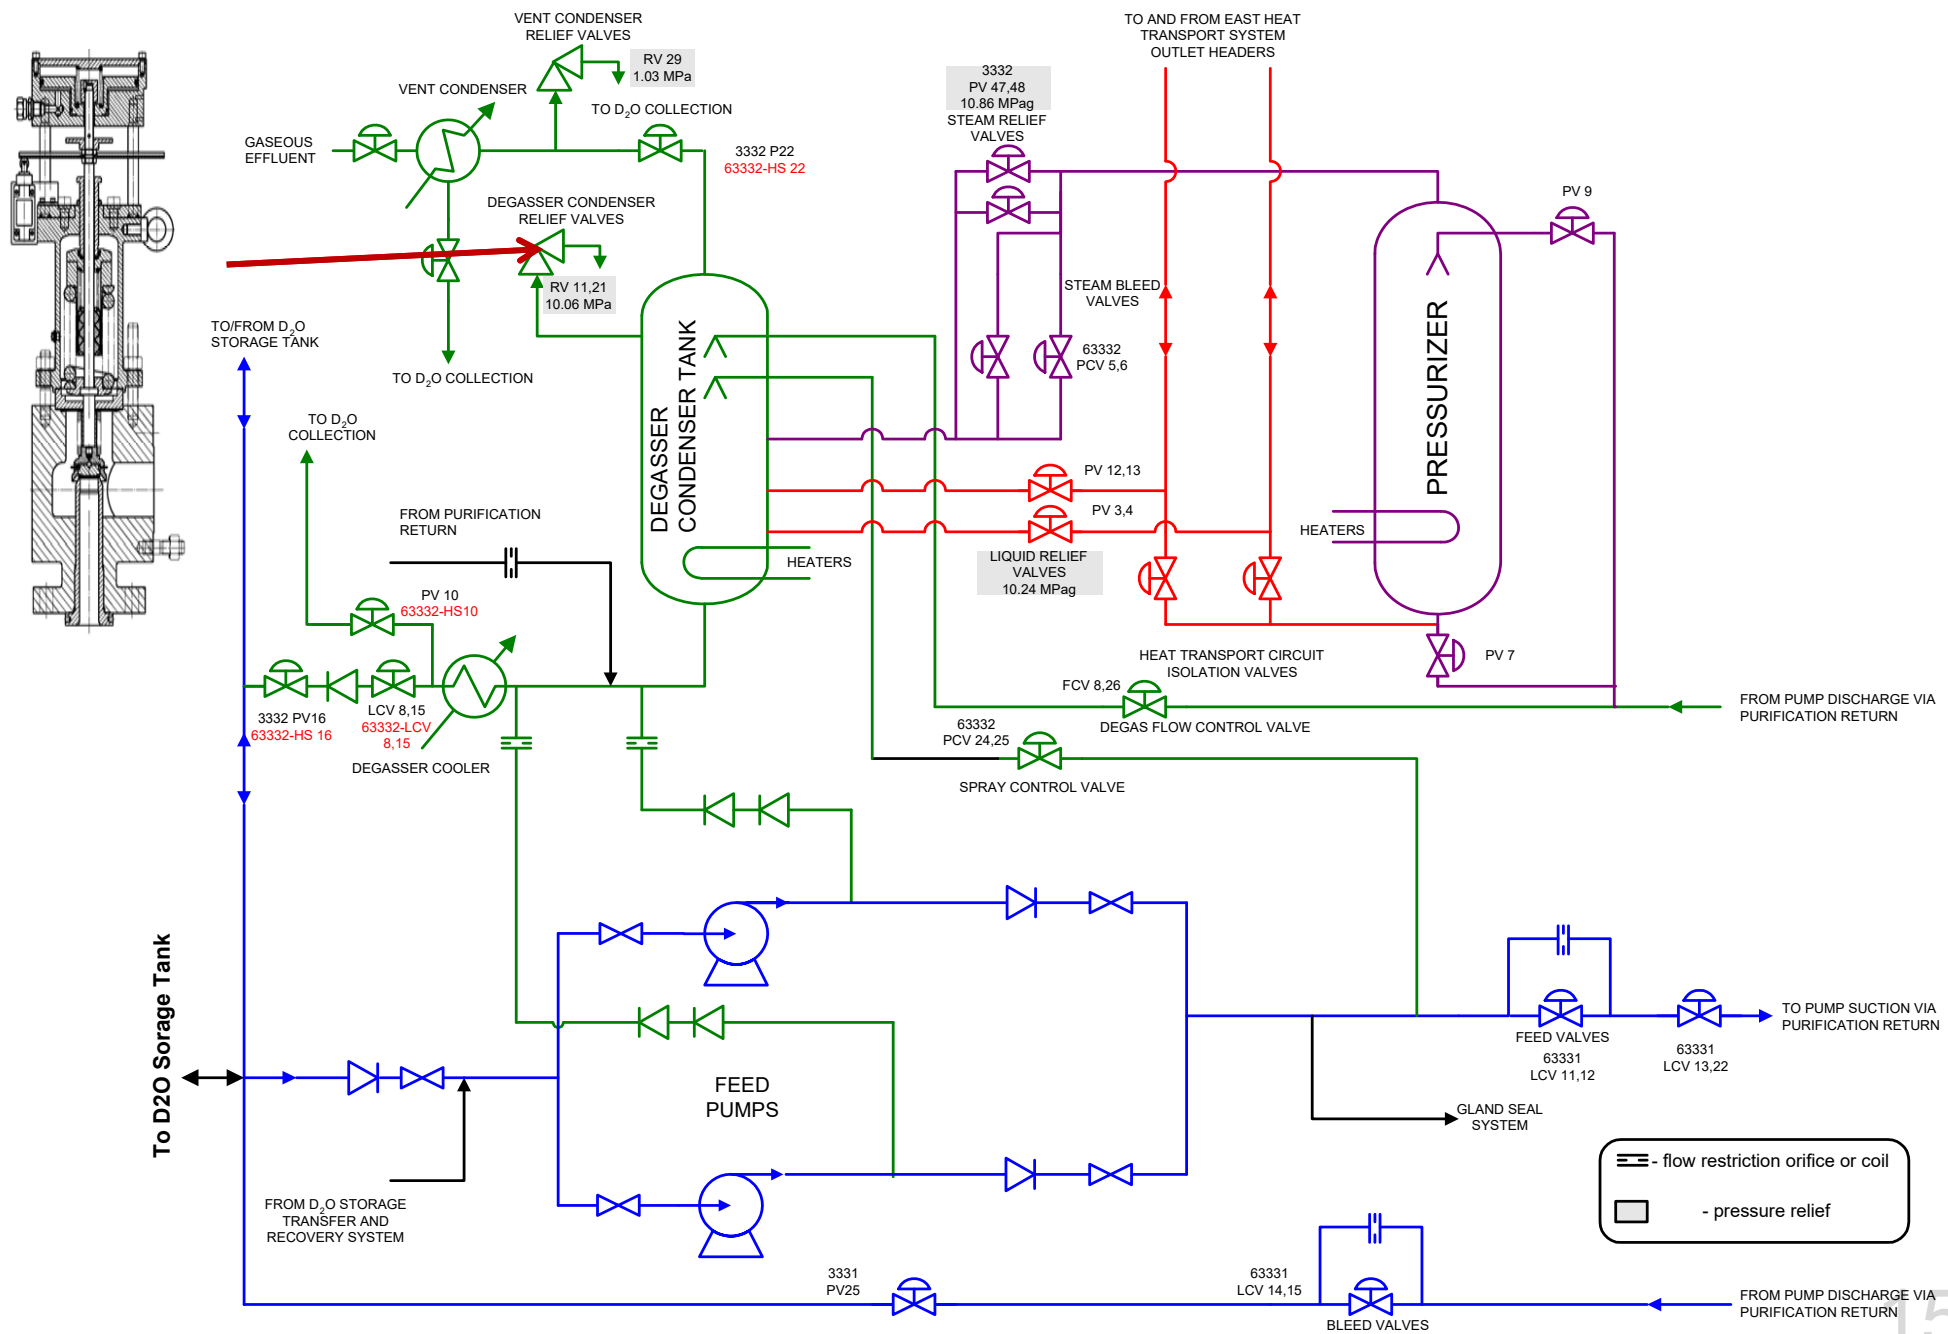 VENT CONDENSER
RELIEF VALVES
RV 29
1.03 MPa
VENT CONDENSER
TO D₂O COLLECTION
GASEOUS
EFFLUENT
3332 P22
63332-HS 22
DEGASSER CONDENSER
RELIEF VALVES
RV 11,21
10.06 MPa
TO/FROM D₂O
STORAGE TANK
TO D₂O COLLECTION
TO D₂O
COLLECTION
TO AND FROM EAST HEAT
TRANSPORT SYSTEM
OUTLET HEADERS
3332
PV 47,48
10.86 MPag
STEAM RELIEF
VALVES
PV 9
STEAM BLEED
VALVES
63332
PCV 5,6
DEGASSER
CONDENSER TANK
PRESSURIZER
PV 12,13
PV 3,4
HEATERS
HEATERS
LIQUID RELIEF
VALVES
10.24 MPag
FROM PURIFICATION
RETURN
PV 10
63332-HS10
3332 PV16
63332-HS 16
LCV 8,15
63332-LCV
8,15
DEGASSER COOLER
HEAT TRANSPORT CIRCUIT
ISOLATION VALVES
PV 7
FCV 8,26
DEGAS FLOW CONTROL VALVE
FROM PUMP DISCHARGE VIA
PURIFICATION RETURN
63332
PCV 24,25
SPRAY CONTROL VALVE
To D2O Sorage Tank
FEED
PUMPS
FEED VALVES
63331
LCV 11,12
63331
LCV 13,22
TO PUMP SUCTION VIA
PURIFICATION RETURN
GLAND SEAL
SYSTEM
FROM D₂O STORAGE
TRANSFER AND
RECOVERY SYSTEM
- flow restriction orifice or coil
- pressure relief
3331
PV25
63331
LCV 14,15
BLEED VALVES
FROM PUMP DISCHARGE VIA
PURIFICATION RETURN
15